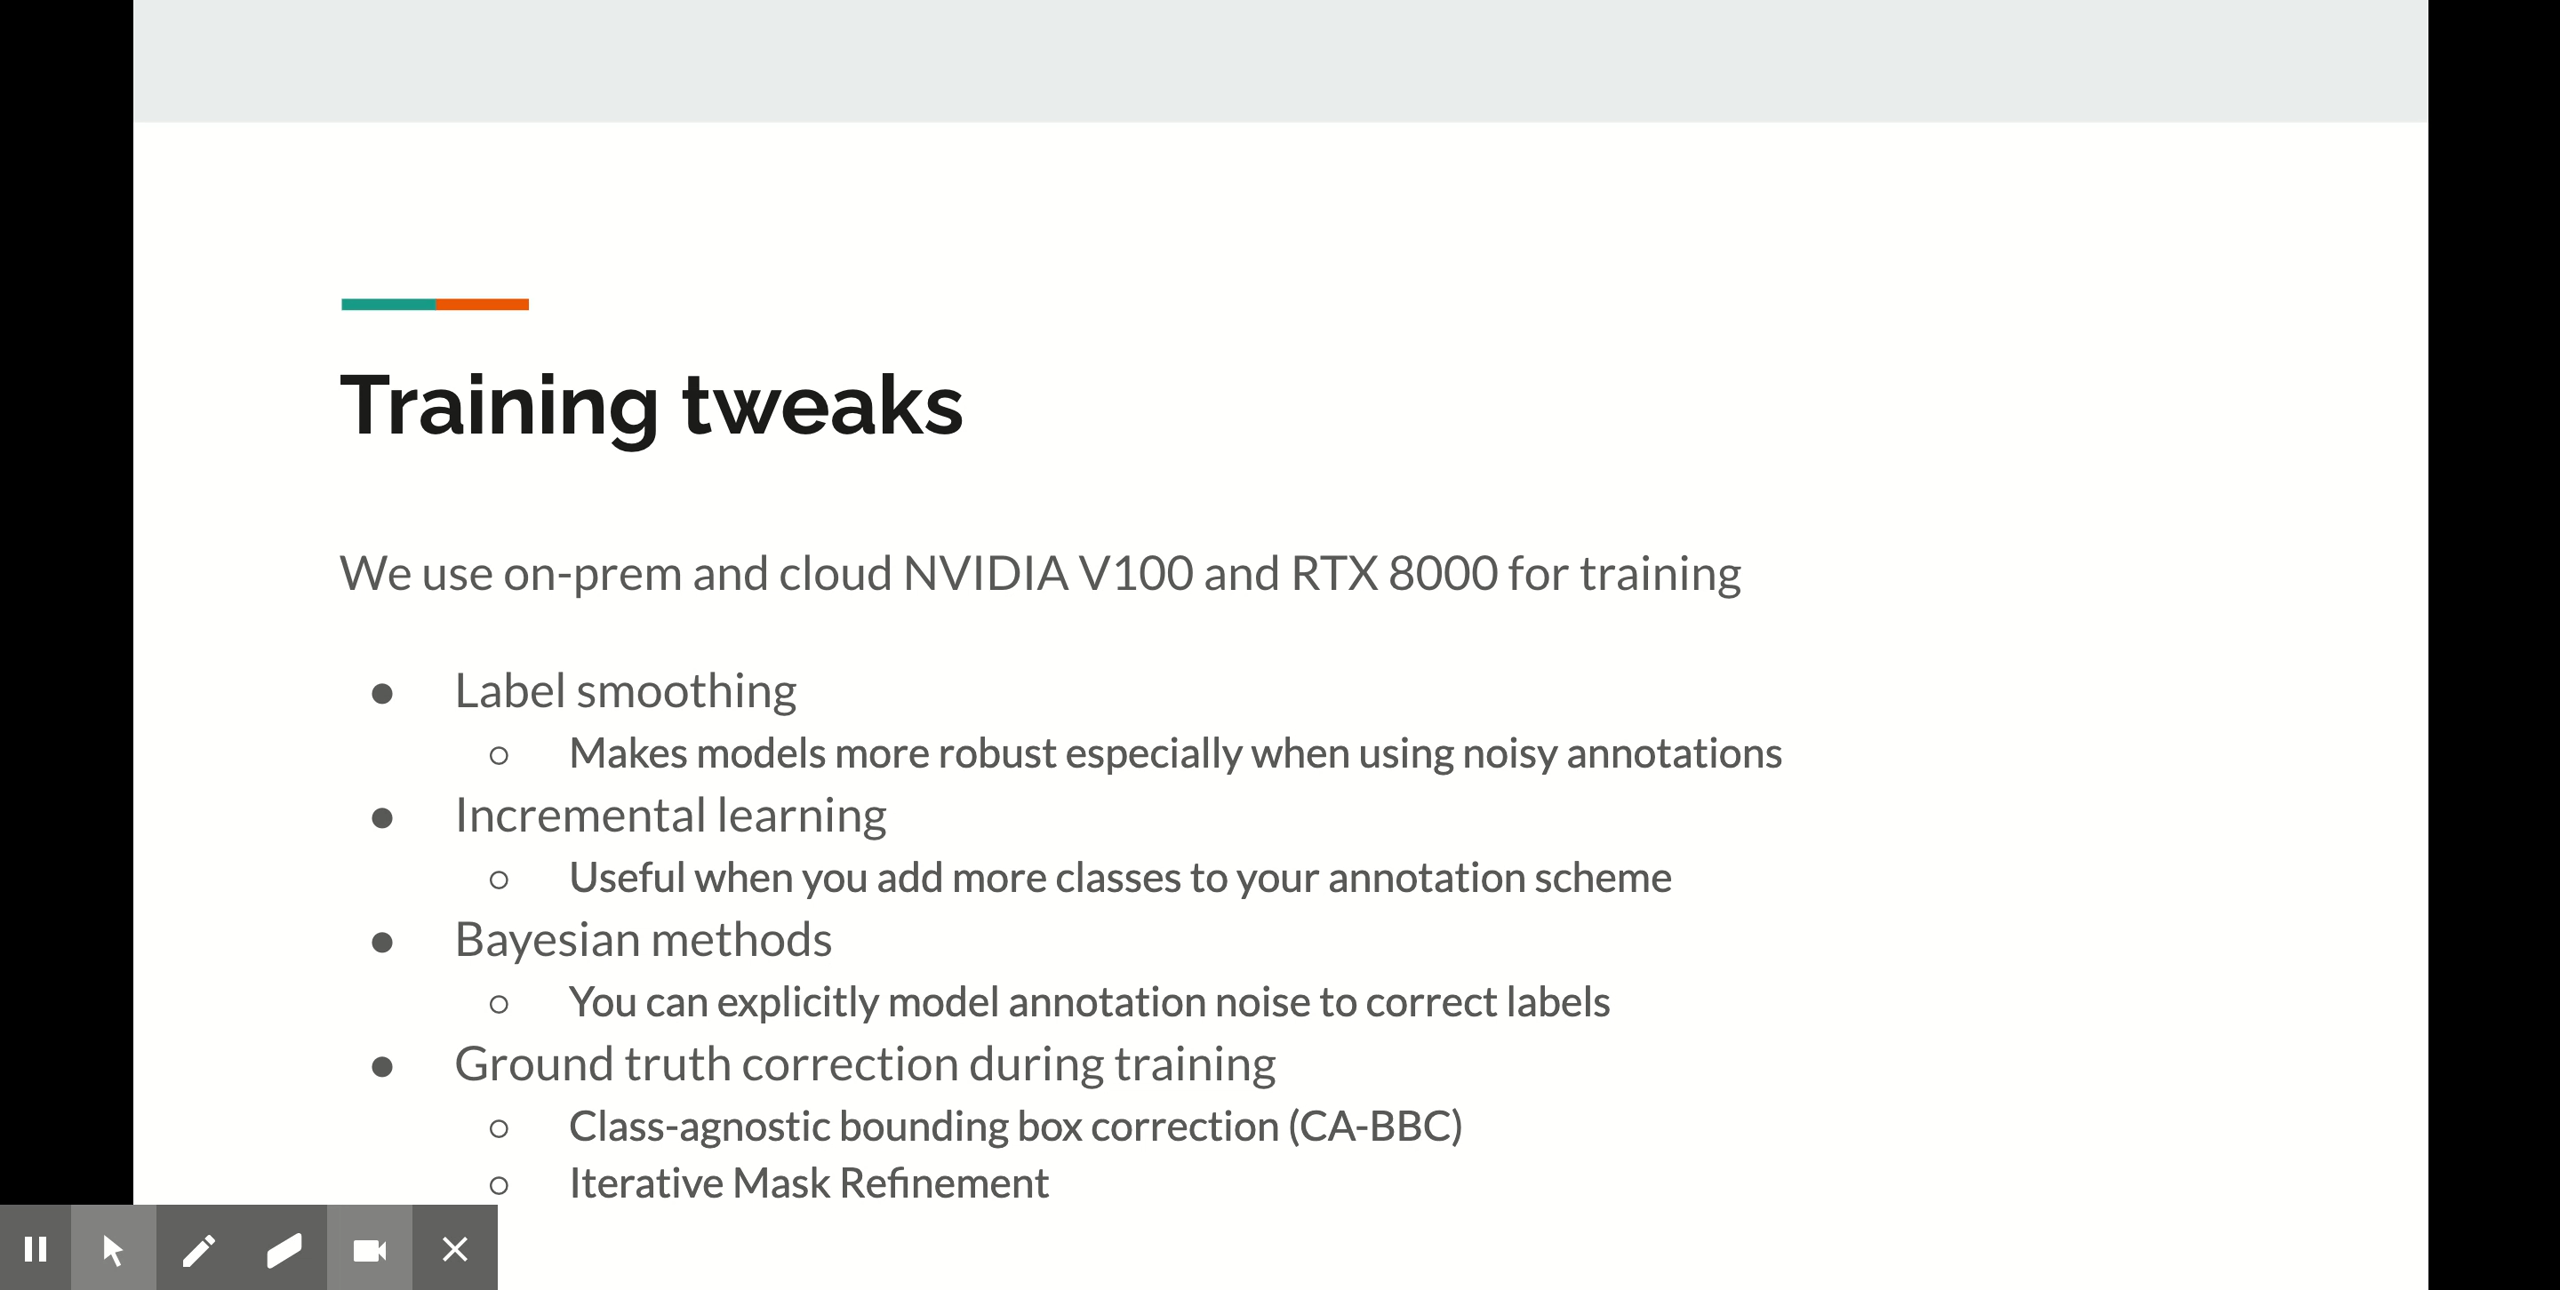 Training tweaks
We use on-prem and cloud NVIDIA V100 and RTX 8000 for training
● Label smoothing
○ Makes models more robust especially when using noisy annotations
● Incremental learning
○ Useful when you add more classes to your annotation scheme
● Bayesian methods
○ You can explicitly model annotation noise to correct labels
● Ground truth correction during training
○ Class-agnostic bounding box correction (CA-BBC)
○ Iterative Mask Refinement